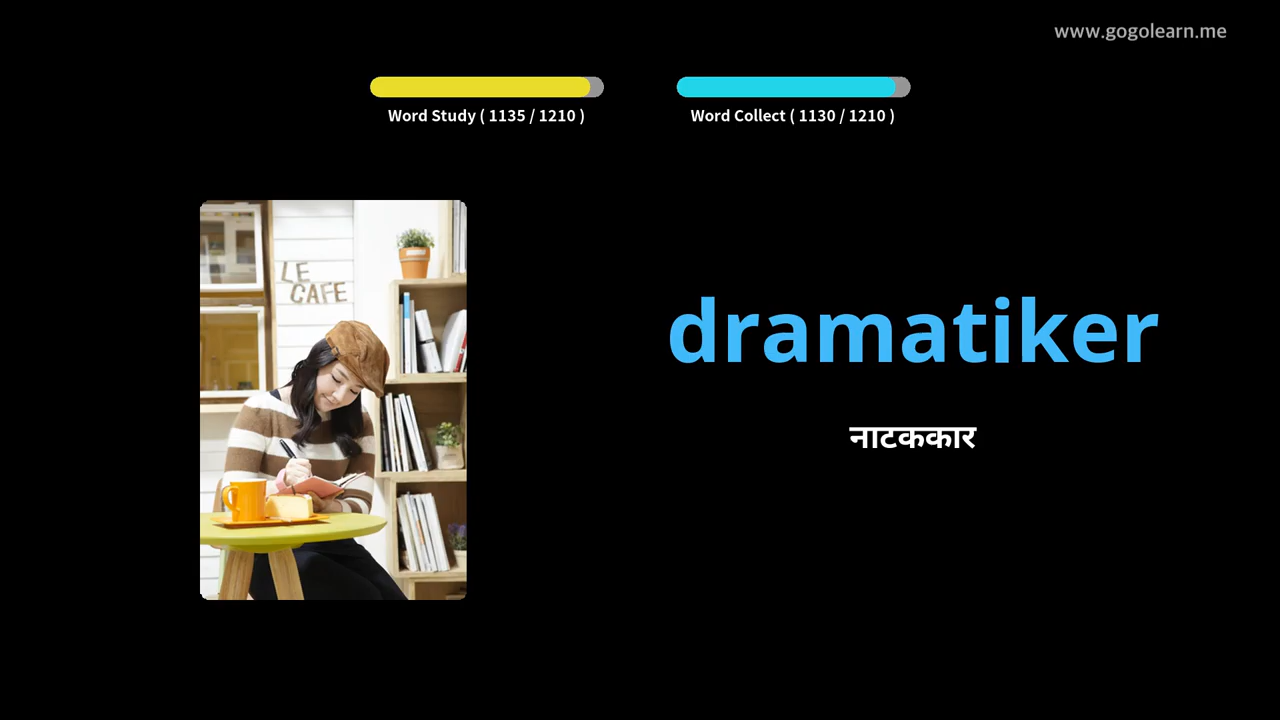 www.gogolearn.me
Word Study ( 1135 / 1210 )
Word Collect ( 1130 / 1210 )
LE
CAFE
dramatiker
नाटककार